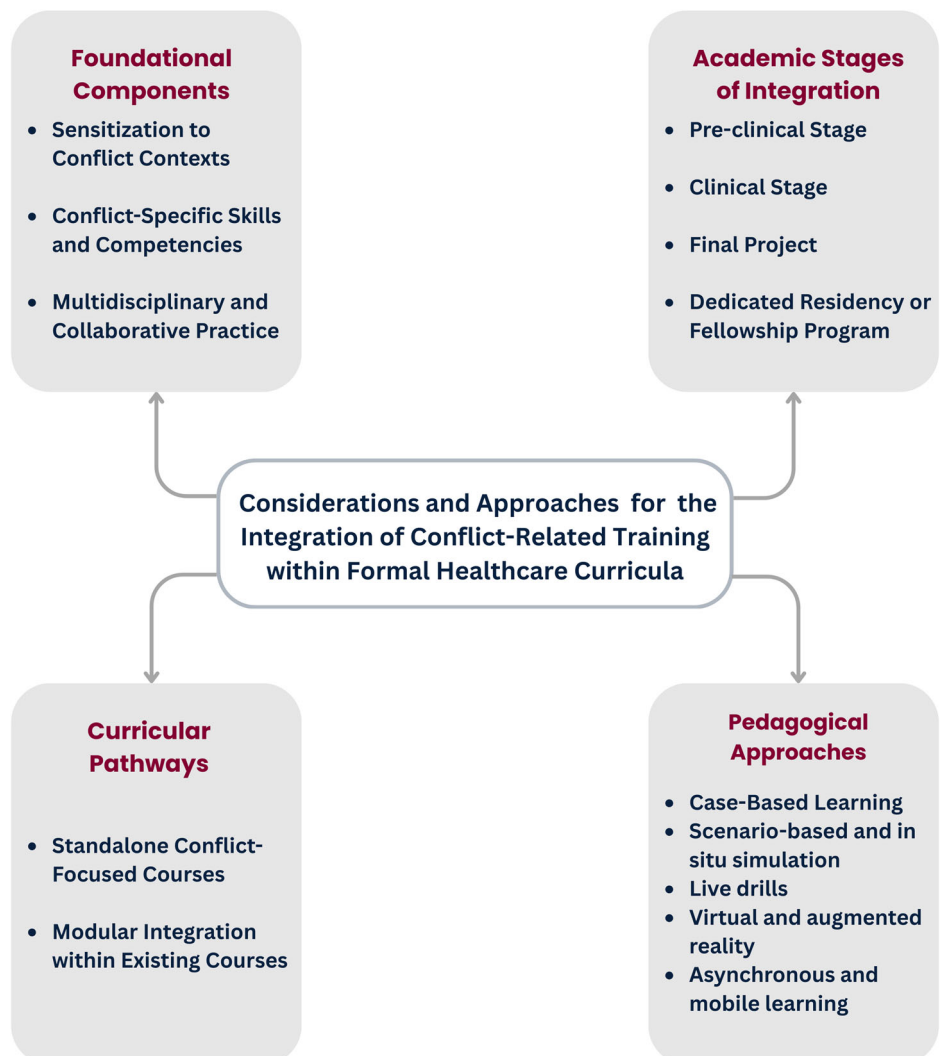 Foundational
Components
• Sensitization to
Conflict Contexts
• Conflict-Specific Skills
and Competencies
• Multidisciplinary and
Collaborative Practice
Academic Stages
of Integration
• Pre-clinical Stage
• Clinical Stage
• Final Project
• Dedicated Residency or
Fellowship Program
Considerations and Approaches for the
Integration of Conflict-Related Training
within Formal Healthcare Curricula
Curricular
Pathways
• Standalone Conflict-
Focused Courses
• Modular Integration
within Existing Courses
Pedagogical
Approaches
• Case-Based Learning
• Scenario-based and in
situ simulation
• Live drills
• Virtual and augmented
reality
• Asynchronous and
mobile learning